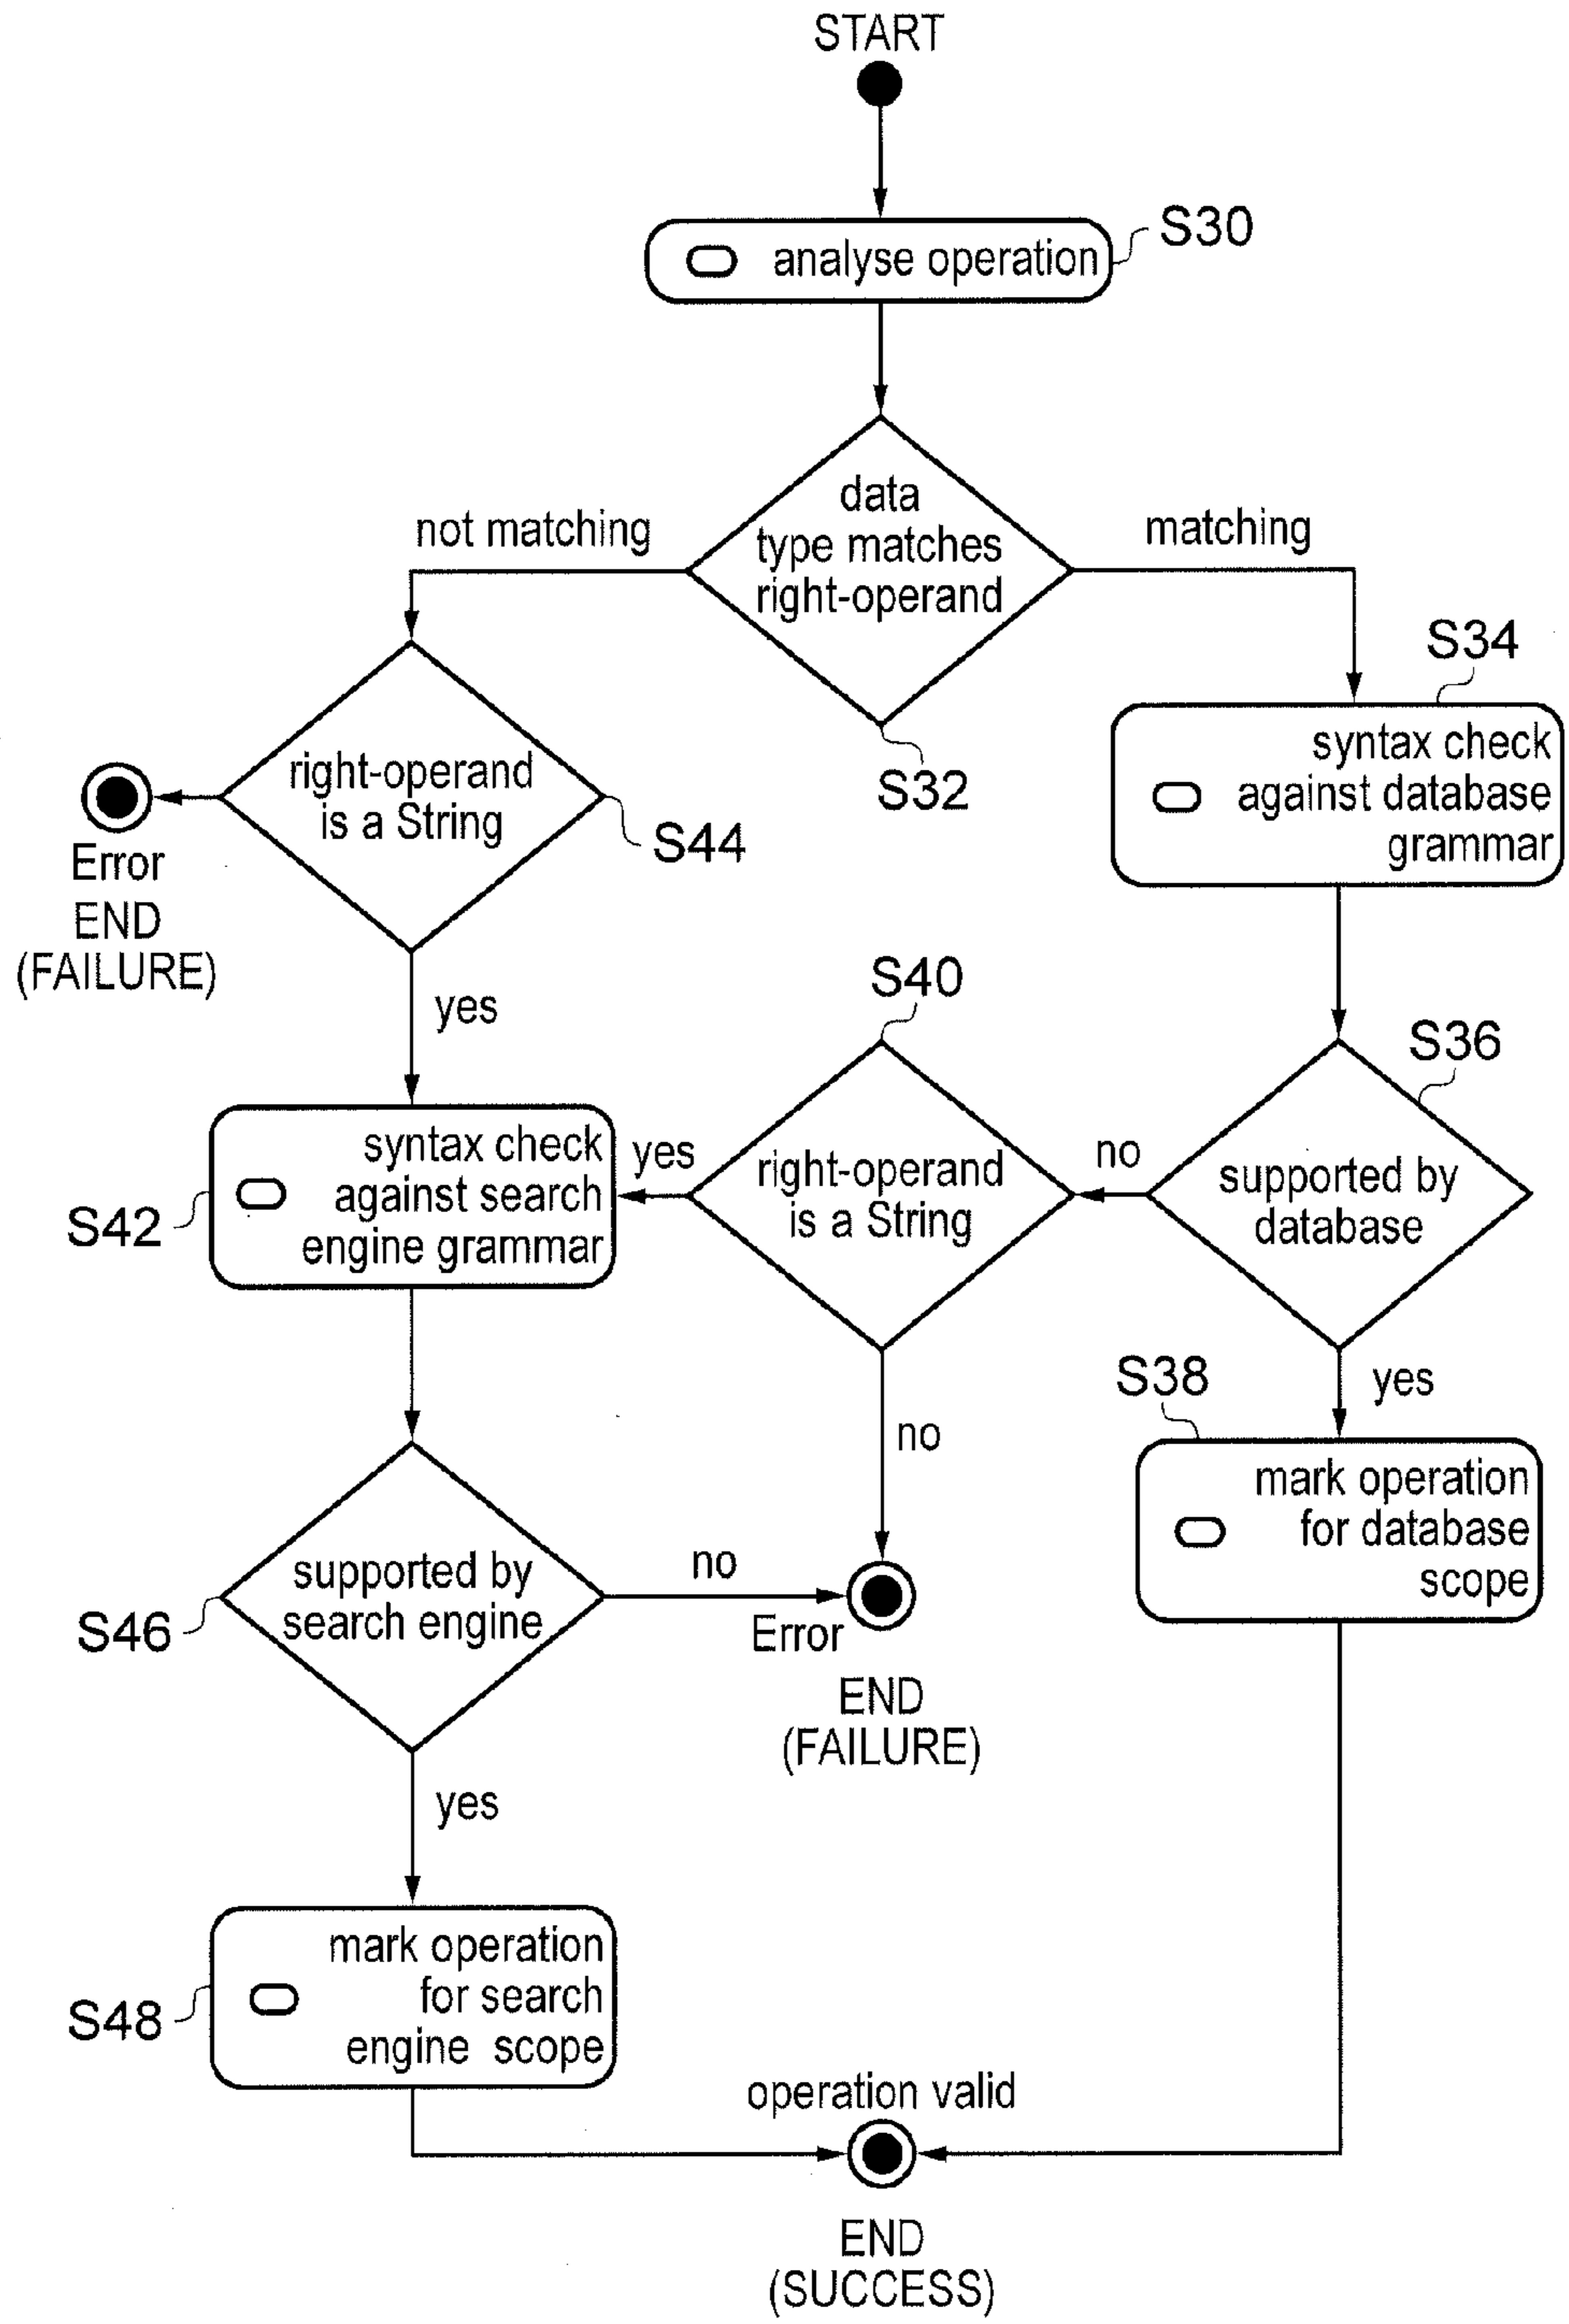 START
analyse operation
S30
data
type matches
right-operand
not matching
matching
S32
S34
syntax check
against database
grammar
right-operand
is a String
S44
Error
END
(FAILURE)
yes
S40
S36
syntax check
against search
engine grammar
S42
yes
right-operand
is a String
no
supported by
database
S38
yes
no
mark operation
for database
scope
supported by
search engine
S46
no
Error
END
(FAILURE)
yes
mark operation
for search
engine scope
S48
operation valid
END
(SUCCESS)